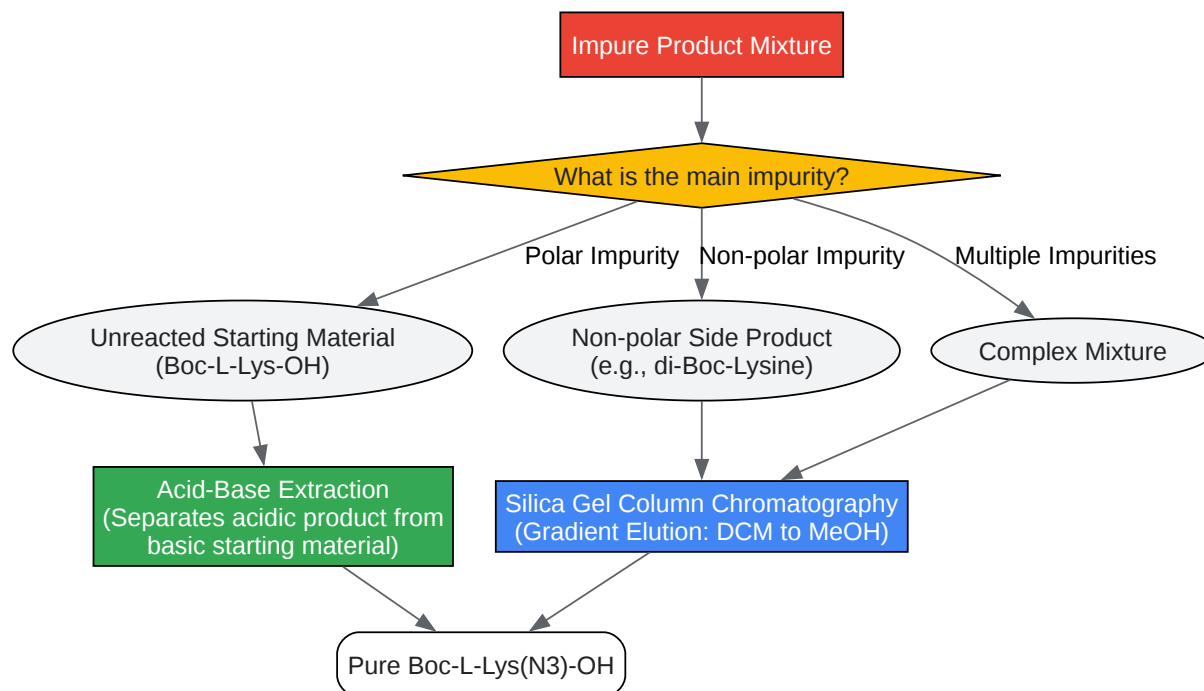 Impure Product Mixture
What is the main impurity?
Polar Impurity
Non-polar Impurity
Multiple Impurities
Unreacted Starting Material
(Boc-L-Lys-OH)
Non-polar Side Product
(e.g., di-Boc-Lysine)
Complex Mixture
Acid-Base Extraction
(Separates acidic product from
basic starting material)
Silica Gel Column Chromatography
(Gradient Elution: DCM to MeOH)
Pure Boc-L-Lys(N3)-OH